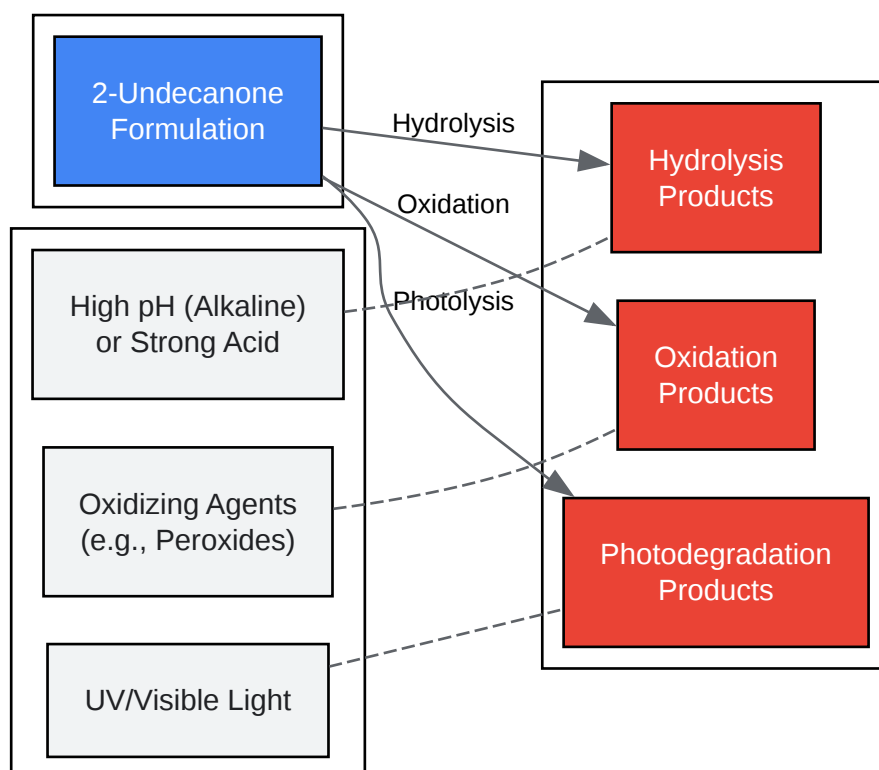 2-Undecanone
Formulation
Hydrolysis
Hydrolysis
Products
Oxidation
High pH (Alkaline)
or Strong Acid
Photolysis
Oxidation
Products
Oxidizing Agents
(e.g., Peroxides)
Photodegradation
Products
UV/Visible Light